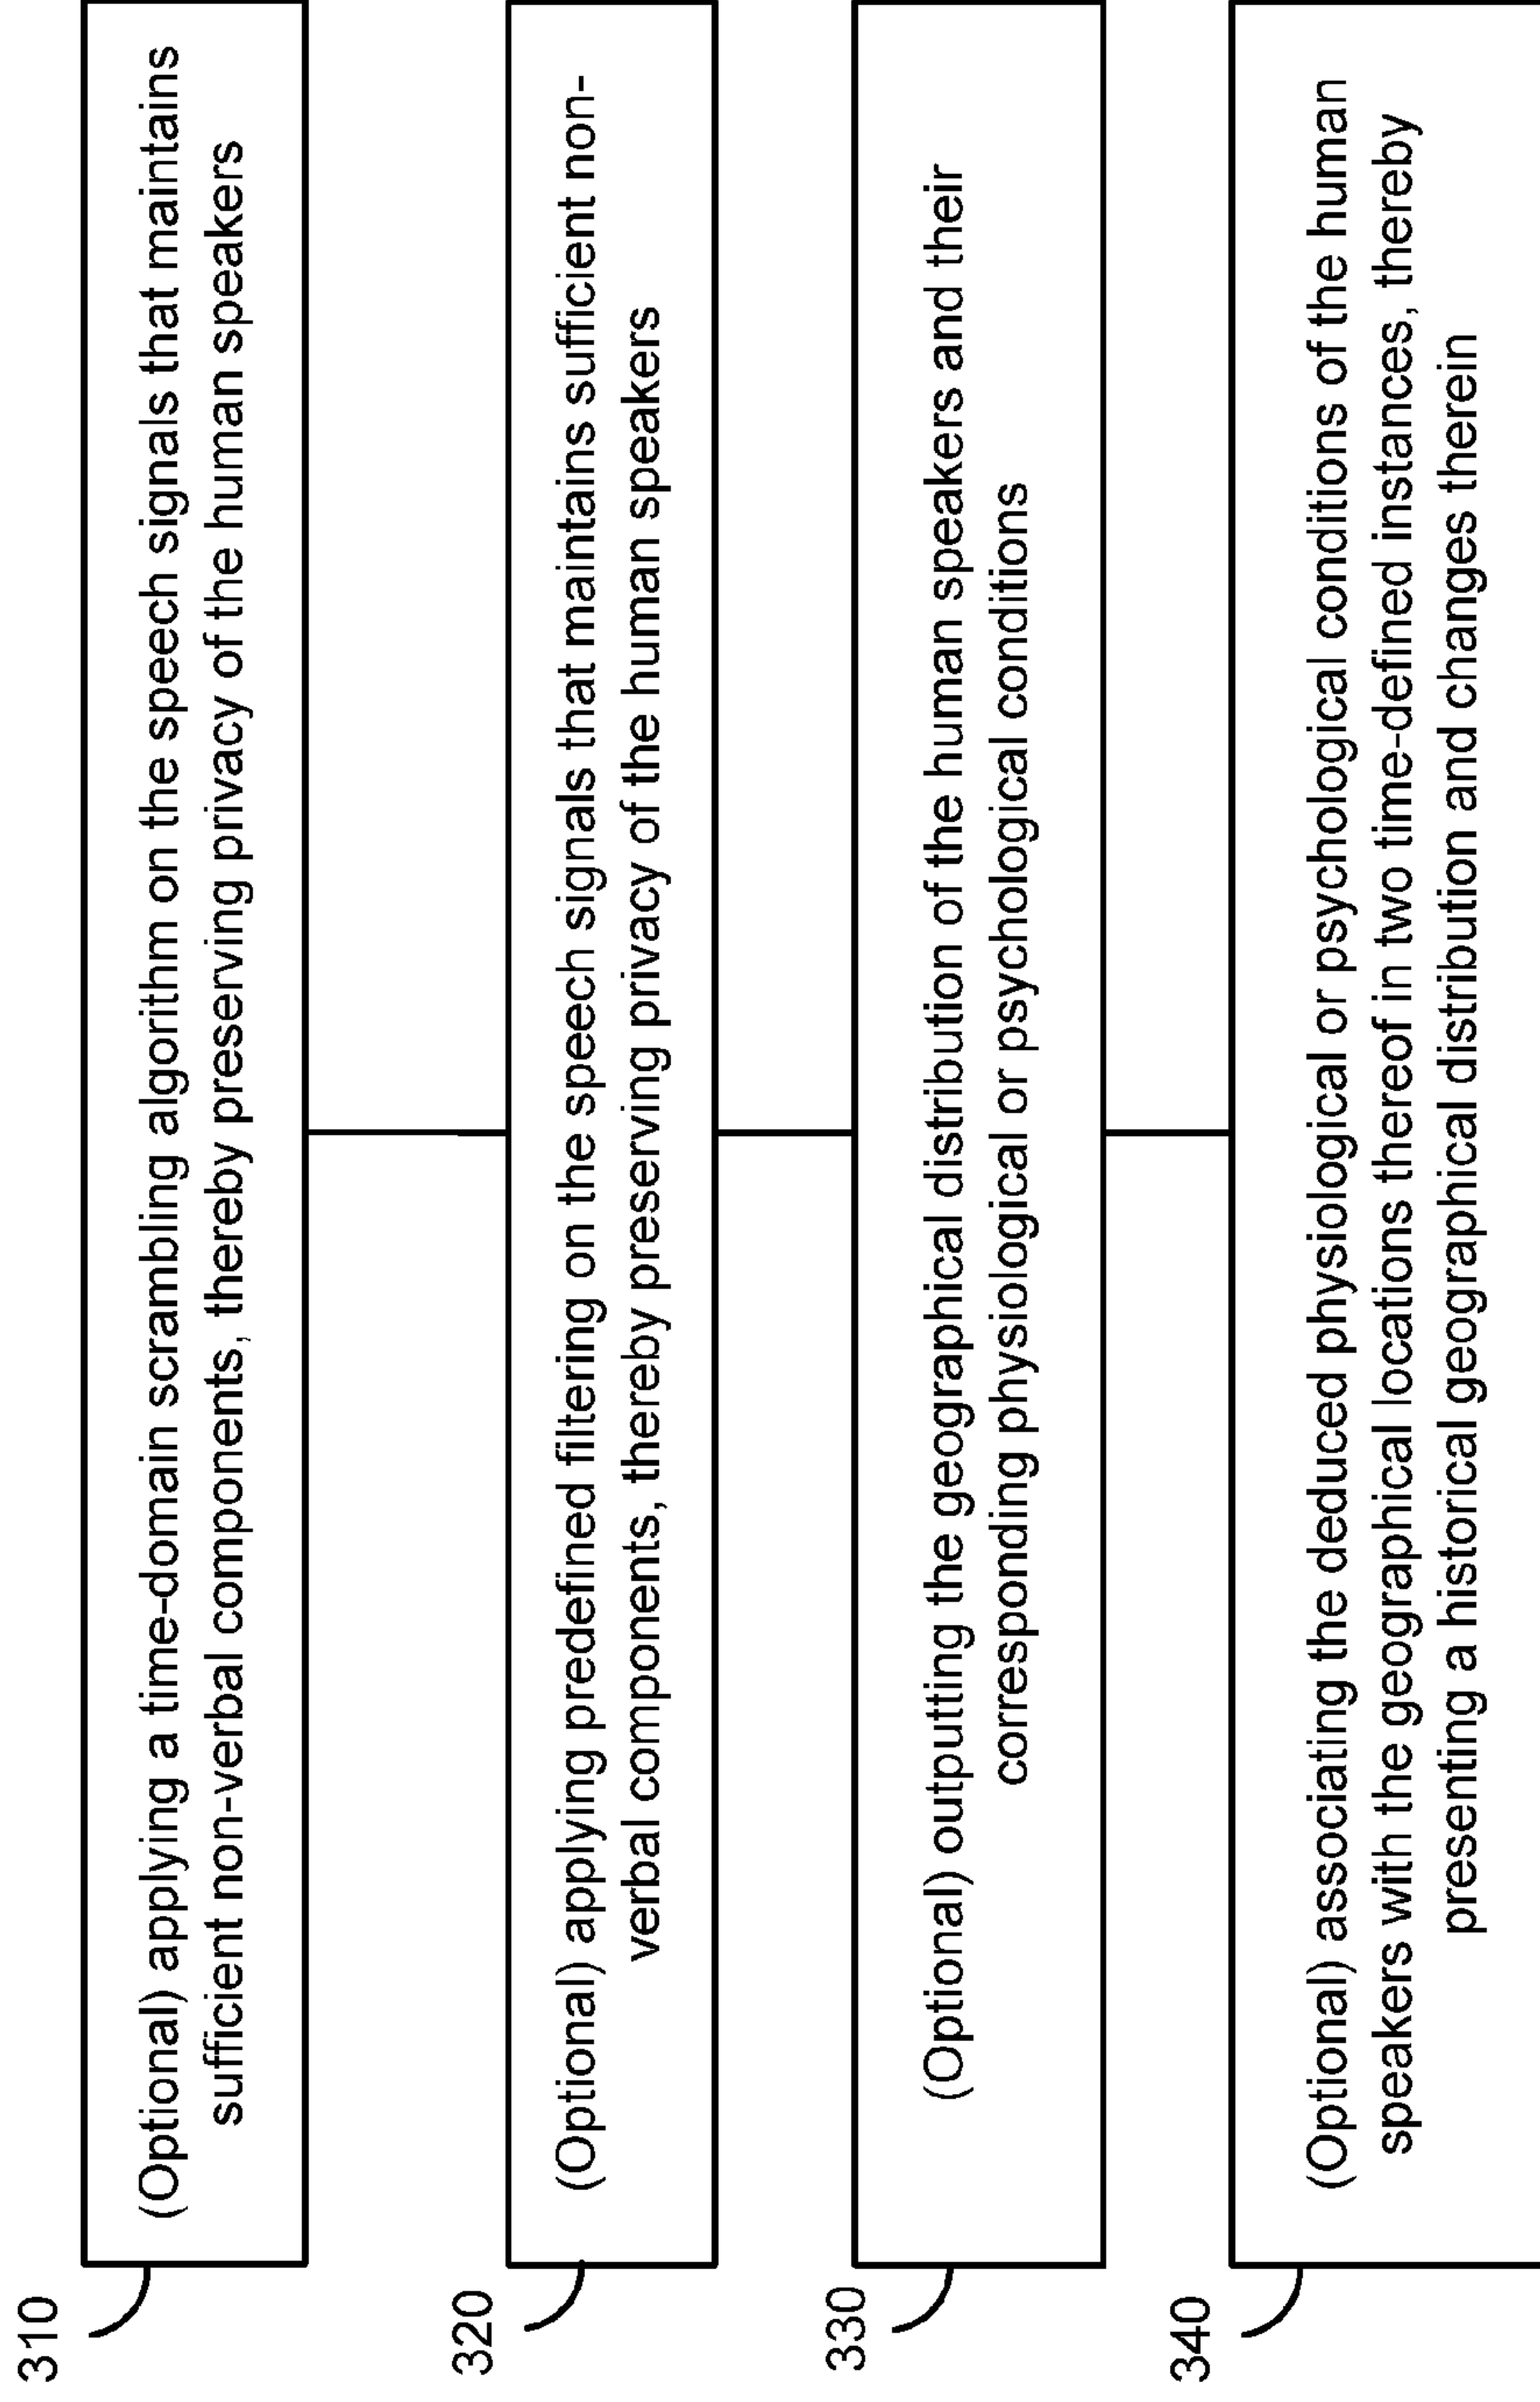 310
(Optional) applying a time-domain scrambling algorithm on the speech signals that maintains
sufficient non-verbal components, thereby preserving privacy of the human speakers
320
(Optional) applying predefined filtering on the speech signals that maintains sufficient non-
verbal components, thereby preserving privacy of the human speakers
330
(Optional) outputting the geographical distribution of the human speakers and their
corresponding physiological or psychological conditions
340
(Optional) associating the deduced physiological or psychological conditions of the human
speakers with the geographical locations thereof in two time-defined instances, thereby
presenting a historical geographical distribution and changes therein